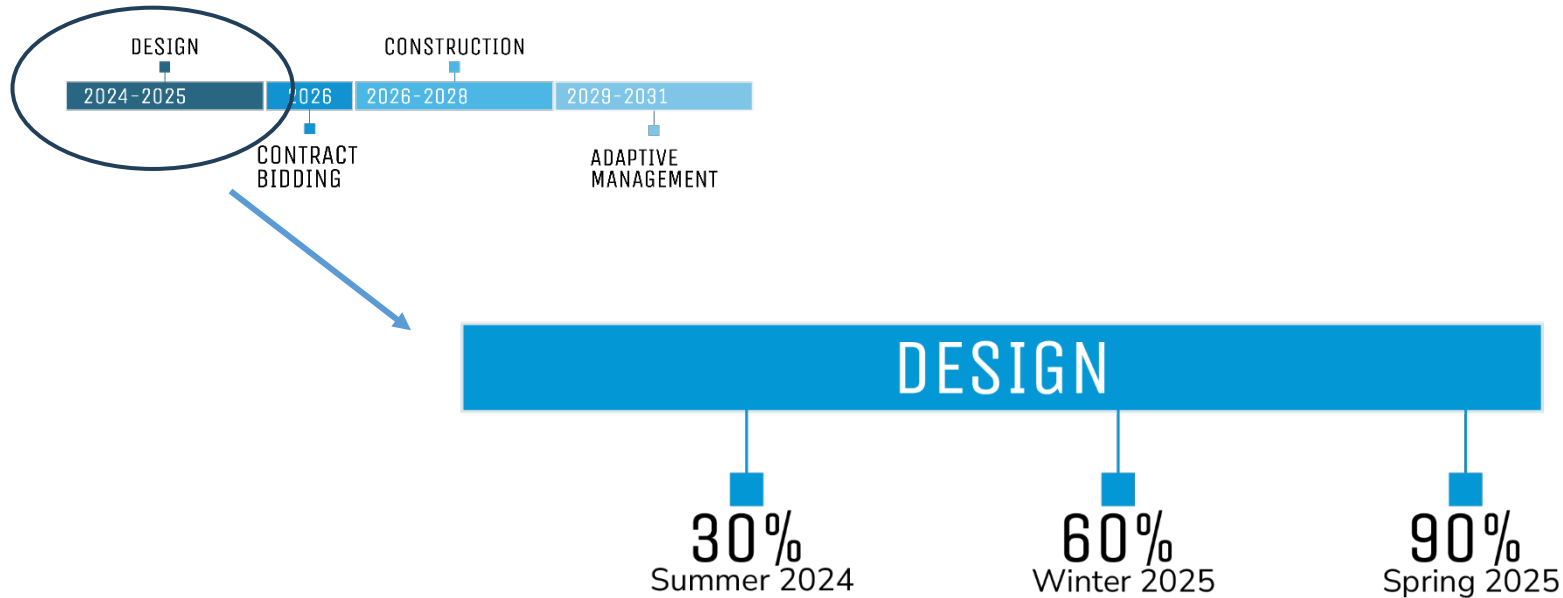 DESIGN
CONSTRUCTION
2024-2025
2026
2026-2028
2029-2031
CONTRACT
BIDDING
ADAPTIVE
MANAGEMENT
DESIGN
30%
Summer 2024
60%
Winter 2025
90%
Spring 2025